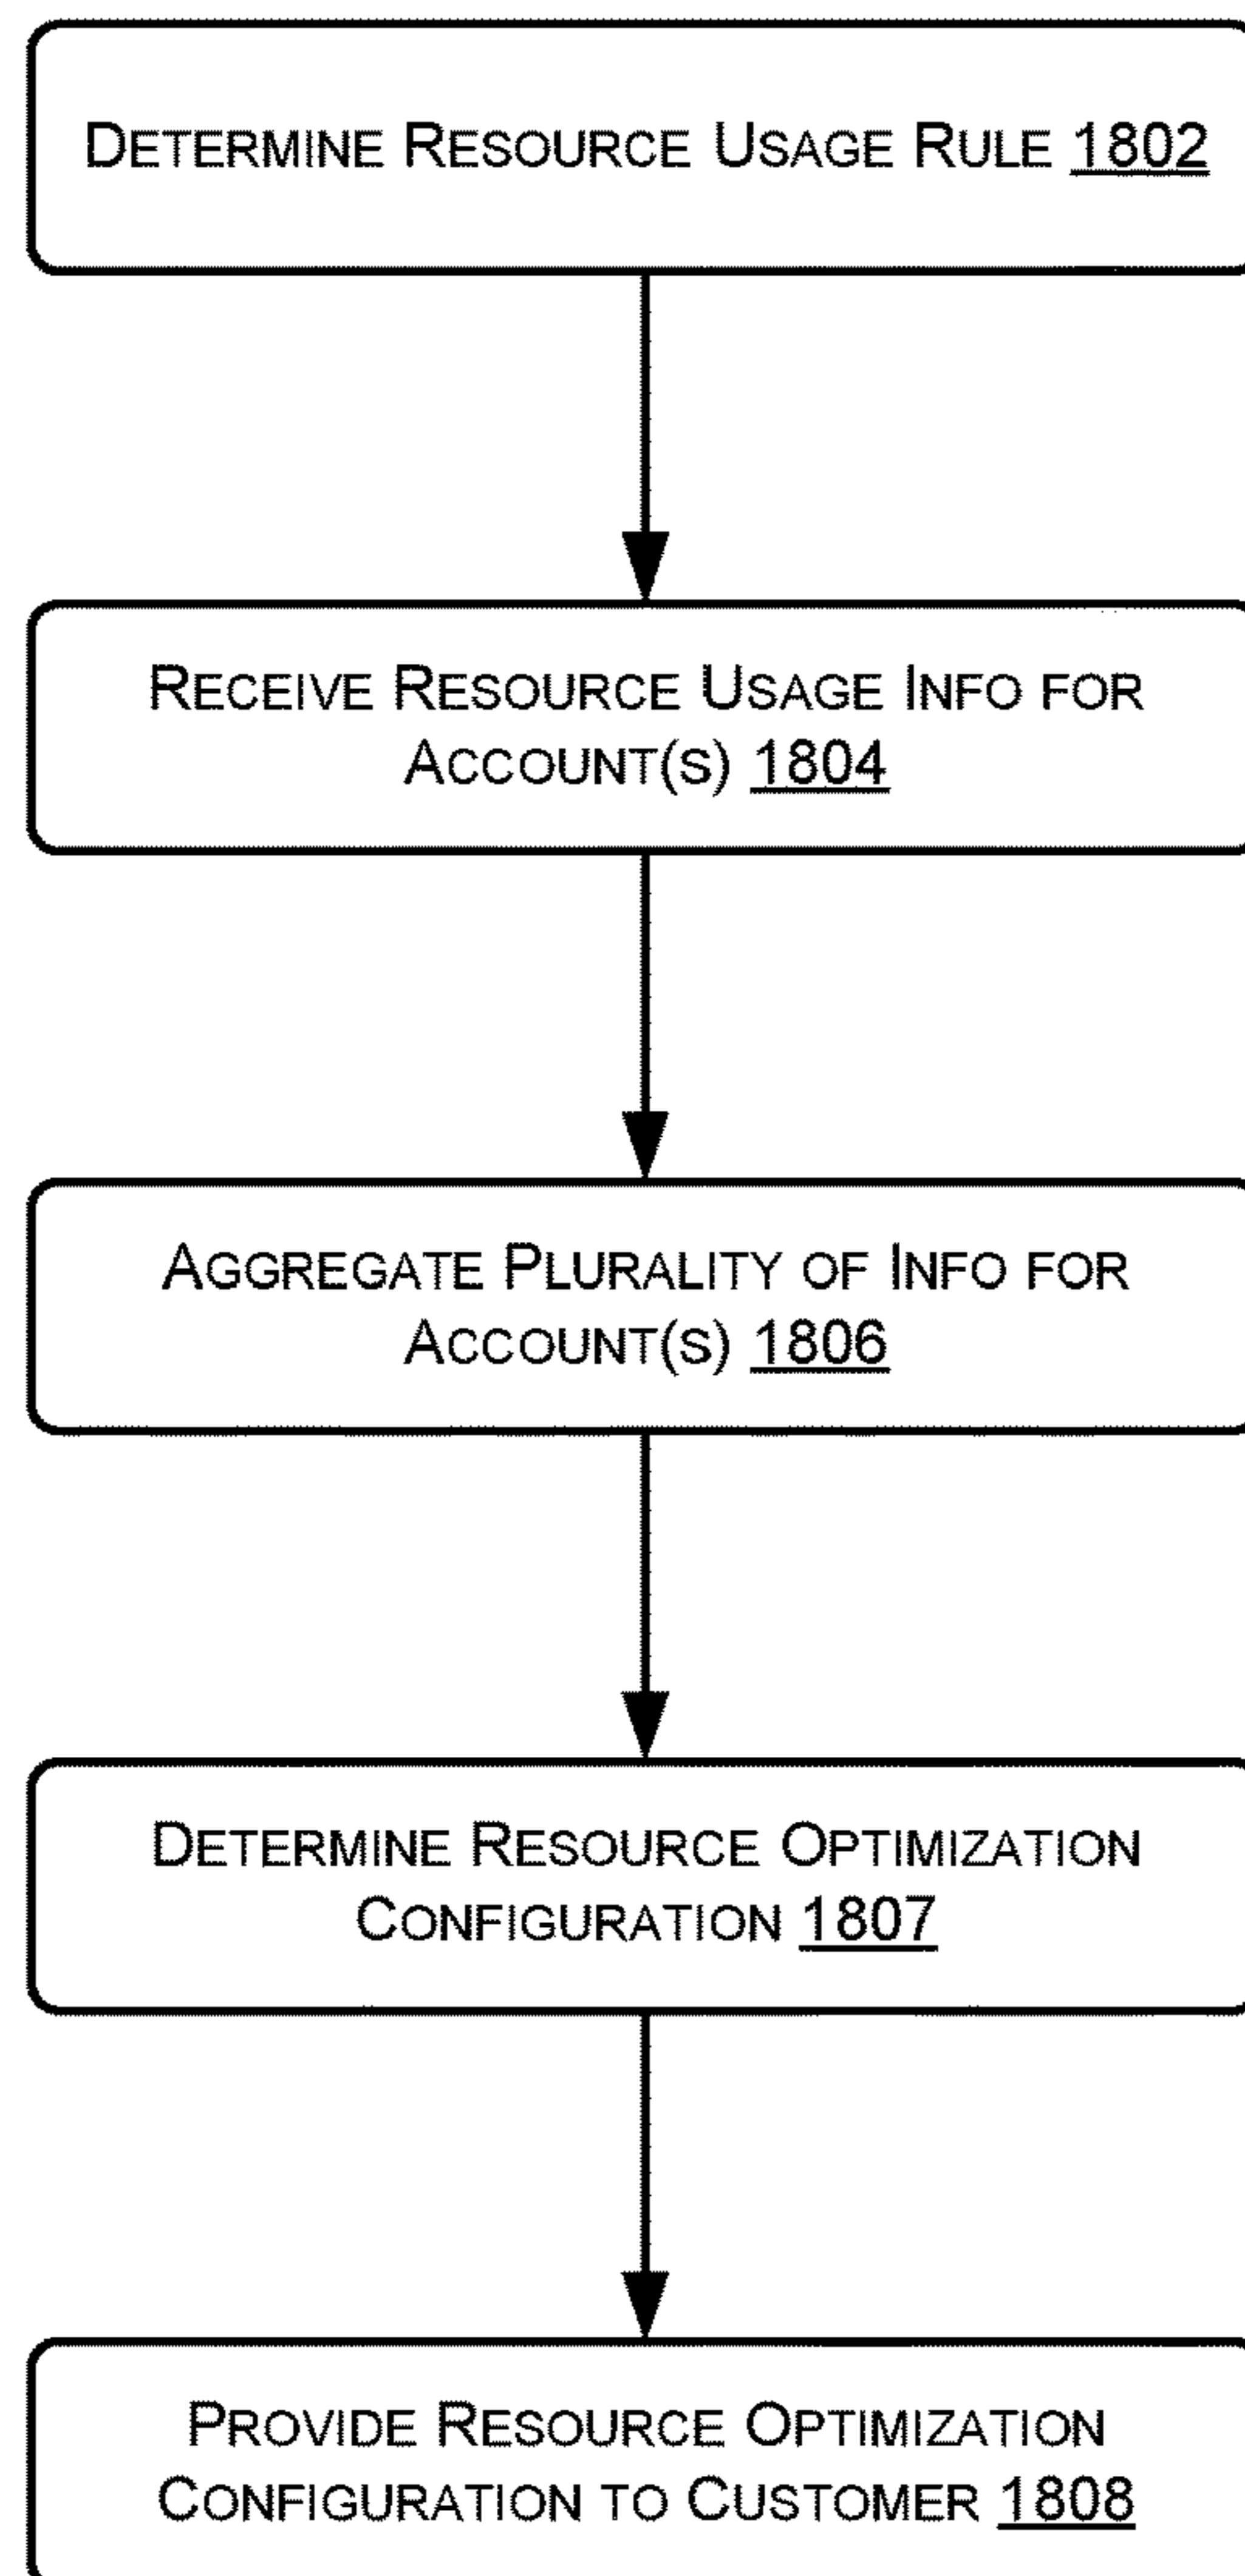 DETERMINE RESOURCE USAGE RULE 1802
RECEIVE RESOURCE USAGE INFO FOR
ACCOUNT(S) 1804
AGGREGATE PLURALITY OF INFO FOR
ACCOUNT(S) 1806
DETERMINE RESOURCE OPTIMIZATION
CONFIGURATION 1807
PROVIDE RESOURCE OPTIMIZATION
CONFIGURATION TO CUSTOMER 1808